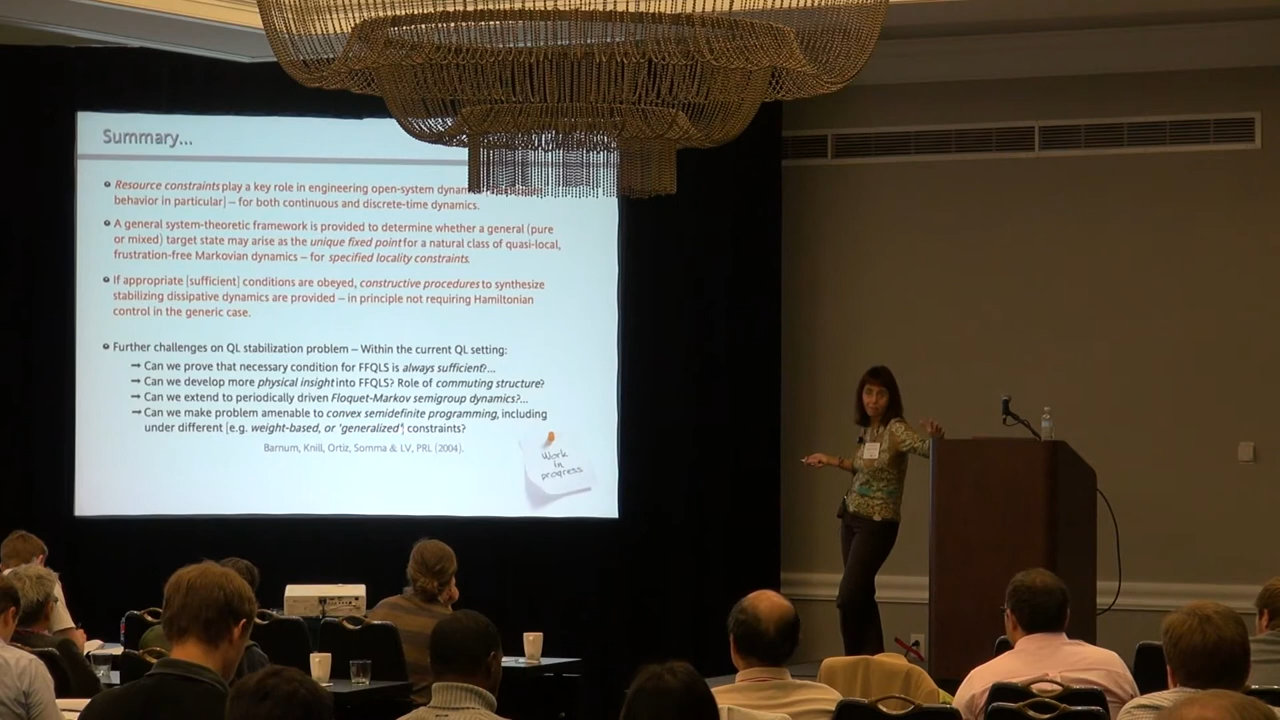 Summary...
Resource constraints play a key role in engineering open-system
behavior in particular] – for both continuous and discrete-time dynamics.
A general system-theoretic framework is provided to determine whether a general (pure
or mixed) target state may arise as the unique fixed point for a natural class of quasi-local,
frustration-free Markovian dynamics – for specified locality constraints.
If appropriate [sufficient] conditions are obeyed, constructive procedures to synthesize
stabilizing dissipative dynamics are provided – in principle not requiring Hamiltonian
control in the generic case.
Further challenges on QL stabilization problem – Within the current QL setting:
→ Can we prove that necessary condition for FFQLS is always sufficient?...
→ Can we develop more physical insight into FFQLS? Role of commuting structure?
→ Can we extend to periodically driven Floquet-Markov semigroup dynamics?...
→ Can we make problem amenable to convex semidefinite programming, including
under different [e.g. weight-based, or 'generalized'] constraints?
Barnum, Knill, Ortiz, Somma & LV, PRL (2004).
Work
in
progress